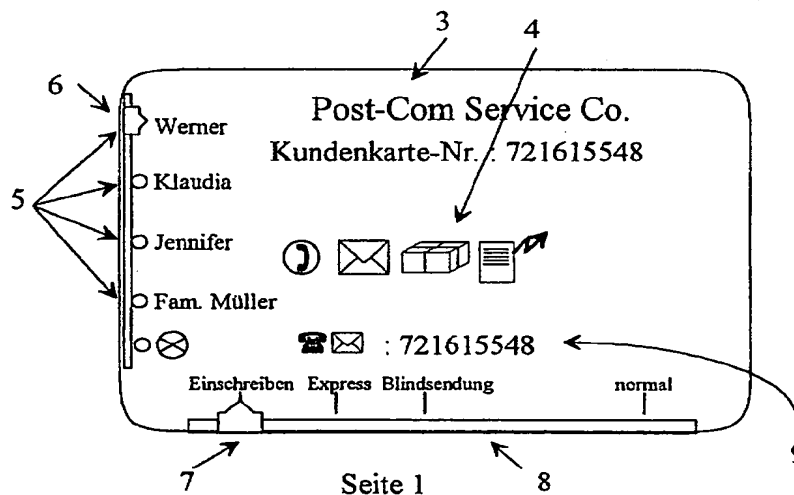 3
4
6
Post-Com Service Co.
Werner
Kundenkarte-Nr. : 721615548
5
Klaudia
Jennifer
Fam. Müller
: 721615548
Einschreiben Express Blindsendung normal
9
7
Seite 1
8